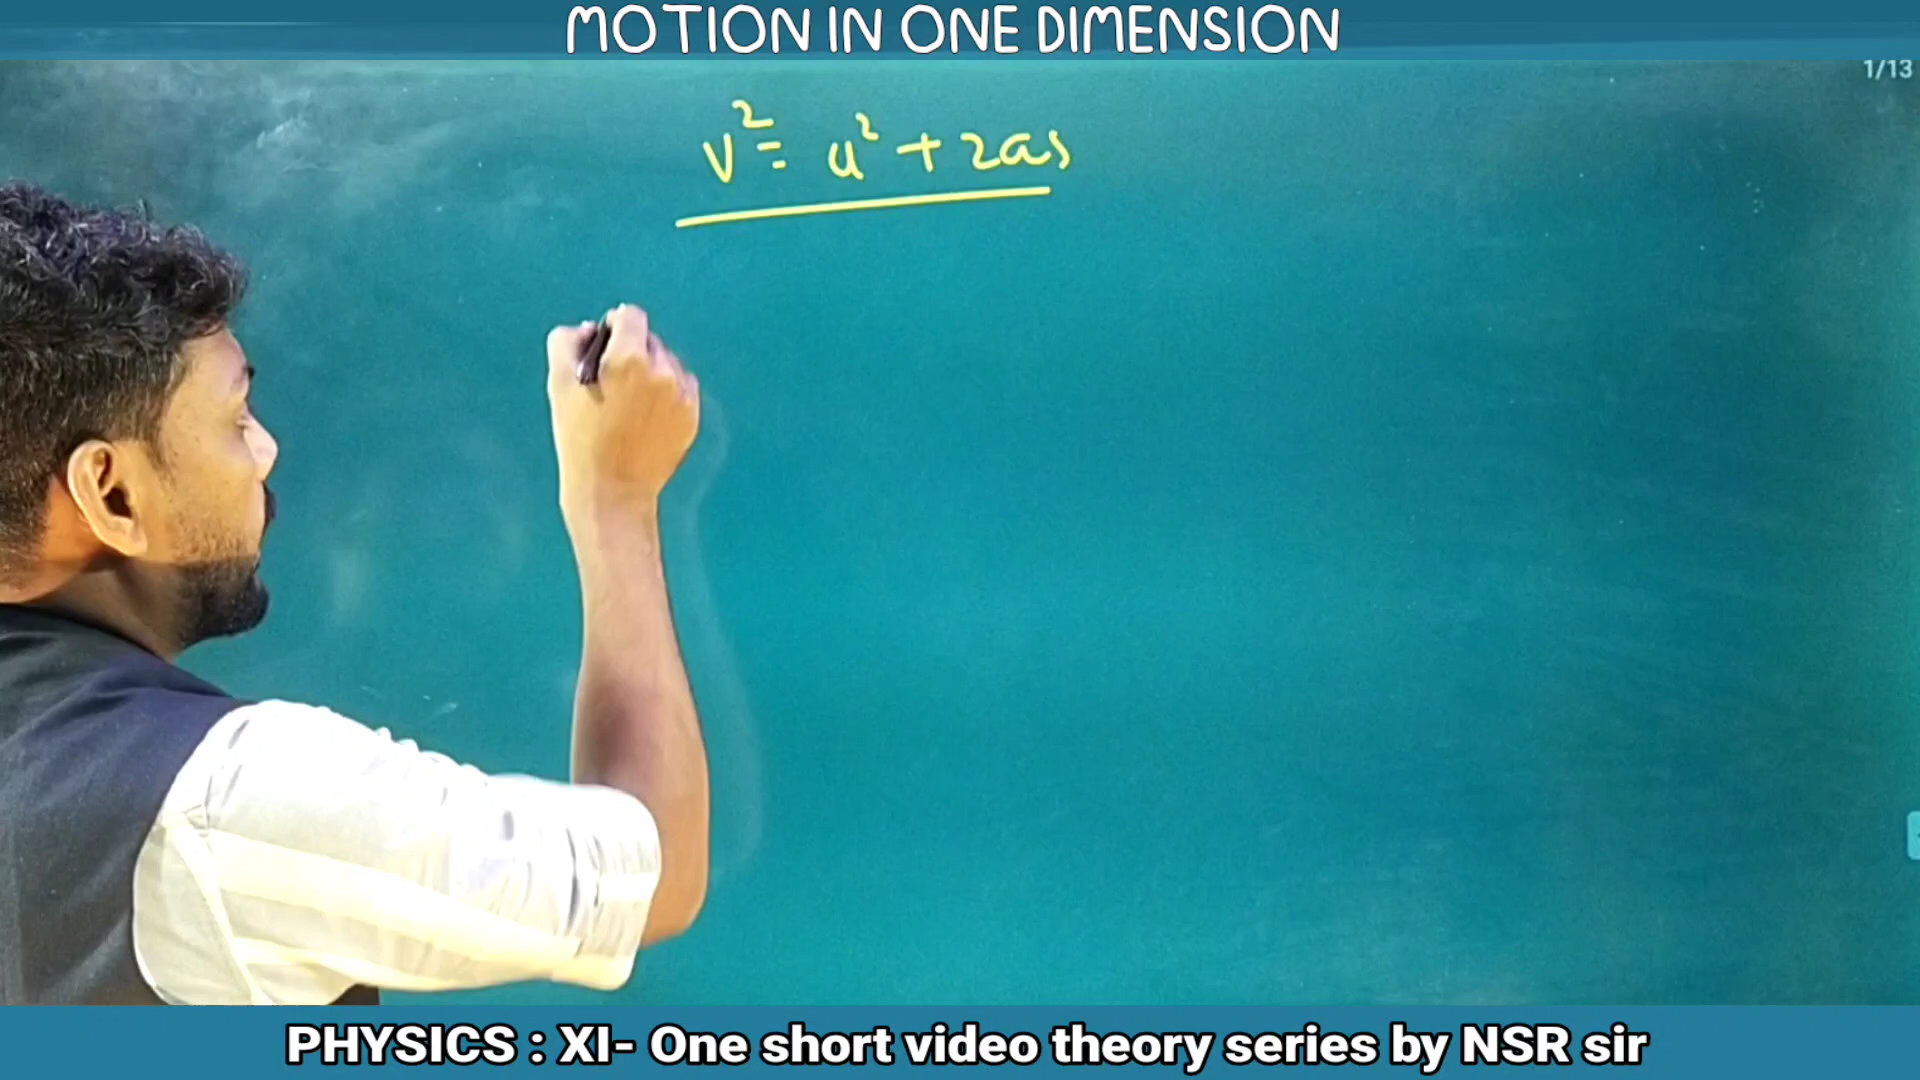 MOTION IN ONE DIMENSION
1/13
v² = u² + 2as
PHYSICS : XI- One short video theory series by NSR sir